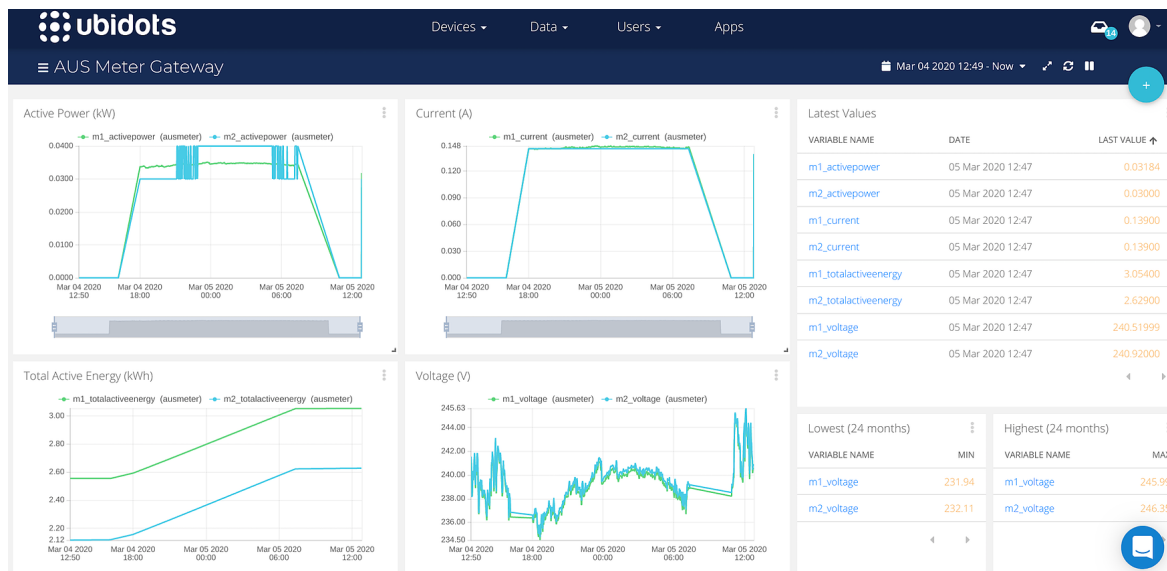 ubidots
Devices Data Users Apps
14
AUS Meter Gateway
Mar 04 2020 12:49 - Now
+
Active Power (kW)
m1_activepower (ausmeter) m2_activepower (ausmeter)
0.0400
0.0300
0.0200
0.0100
0.0000
Mar 04 2020 Mar 04 2020 Mar 05 2020 Mar 05 2020 Mar 05 2020
12:50 18:00 00:00 06:00 12:00
Current (A)
m1_current (ausmeter) m2_current (ausmeter)
0.148
0.120
0.090
0.060
0.030
0.000
Mar 04 2020 Mar 04 2020 Mar 05 2020 Mar 05 2020 Mar 05 2020
12:50 18:00 00:00 06:00 12:00
Latest Values
VARIABLE NAME DATE LAST VALUE
m1_activepower 05 Mar 2020 12:47 0.03184
m2_activepower 05 Mar 2020 12:47 0.03000
m1_current 05 Mar 2020 12:47 0.13900
m2_current 05 Mar 2020 12:47 0.13900
m1_totalactiveenergy 05 Mar 2020 12:47 3.05400
m2_totalactiveenergy 05 Mar 2020 12:47 2.62900
m1_voltage 05 Mar 2020 12:47 240.51999
m2_voltage 05 Mar 2020 12:47 240.92000
Total Active Energy (kWh)
m1_totalactiveenergy (ausmeter) m2_totalactiveenergy (ausmeter)
3.00
2.80
2.60
2.40
2.20
2.12
Mar 04 2020 Mar 04 2020 Mar 05 2020 Mar 05 2020 Mar 05 2020
12:50 18:00 00:00 06:00 12:00
Voltage (V)
m1_voltage (ausmeter) m2_voltage (ausmeter)
245.63
244.00
242.00
240.00
238.00
236.00
234.50
Mar 04 2020 Mar 04 2020 Mar 05 2020 Mar 05 2020 Mar 05 2020
12:50 18:00 00:00 06:00 12:00
Lowest (24 months)
VARIABLE NAME MIN
m1_voltage 231.94
m2_voltage 232.11
Highest (24 months)
VARIABLE NAME
m1_voltage
m2_voltage